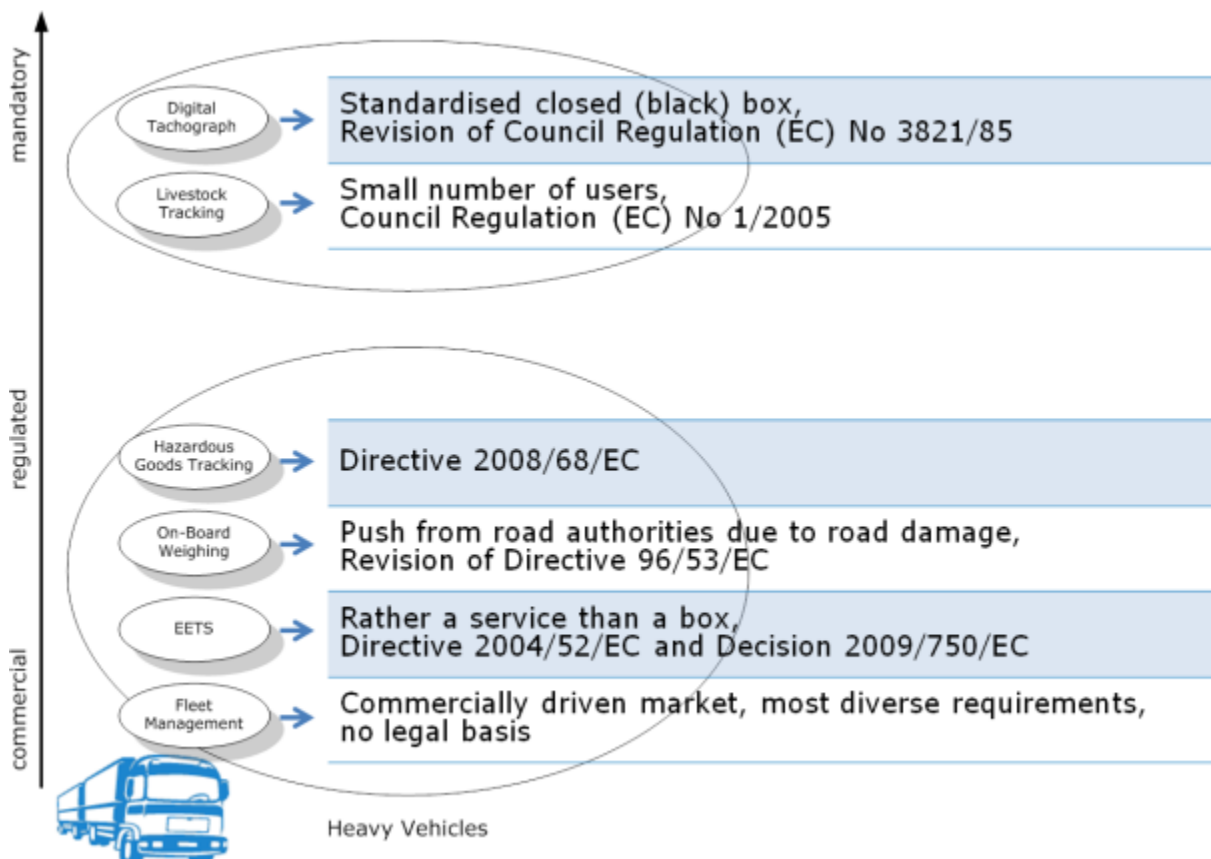 mandatory
Digital
Tachograph
Standardised closed (black) box,
Revision of Council Regulation (EC) No 3821/85
Livestock
Tracking
Small number of users,
Council Regulation (EC) No 1/2005
regulated
Hazardous
Goods Tracking
Directive 2008/68/EC
On-Board
Weighing
Push from road authorities due to road damage,
Revision of Directive 96/53/EC
EETS
Rather a service than a box,
Directive 2004/52/EC and Decision 2009/750/EC
commercial
Fleet
Management
Commercially driven market, most diverse requirements,
no legal basis
Heavy Vehicles